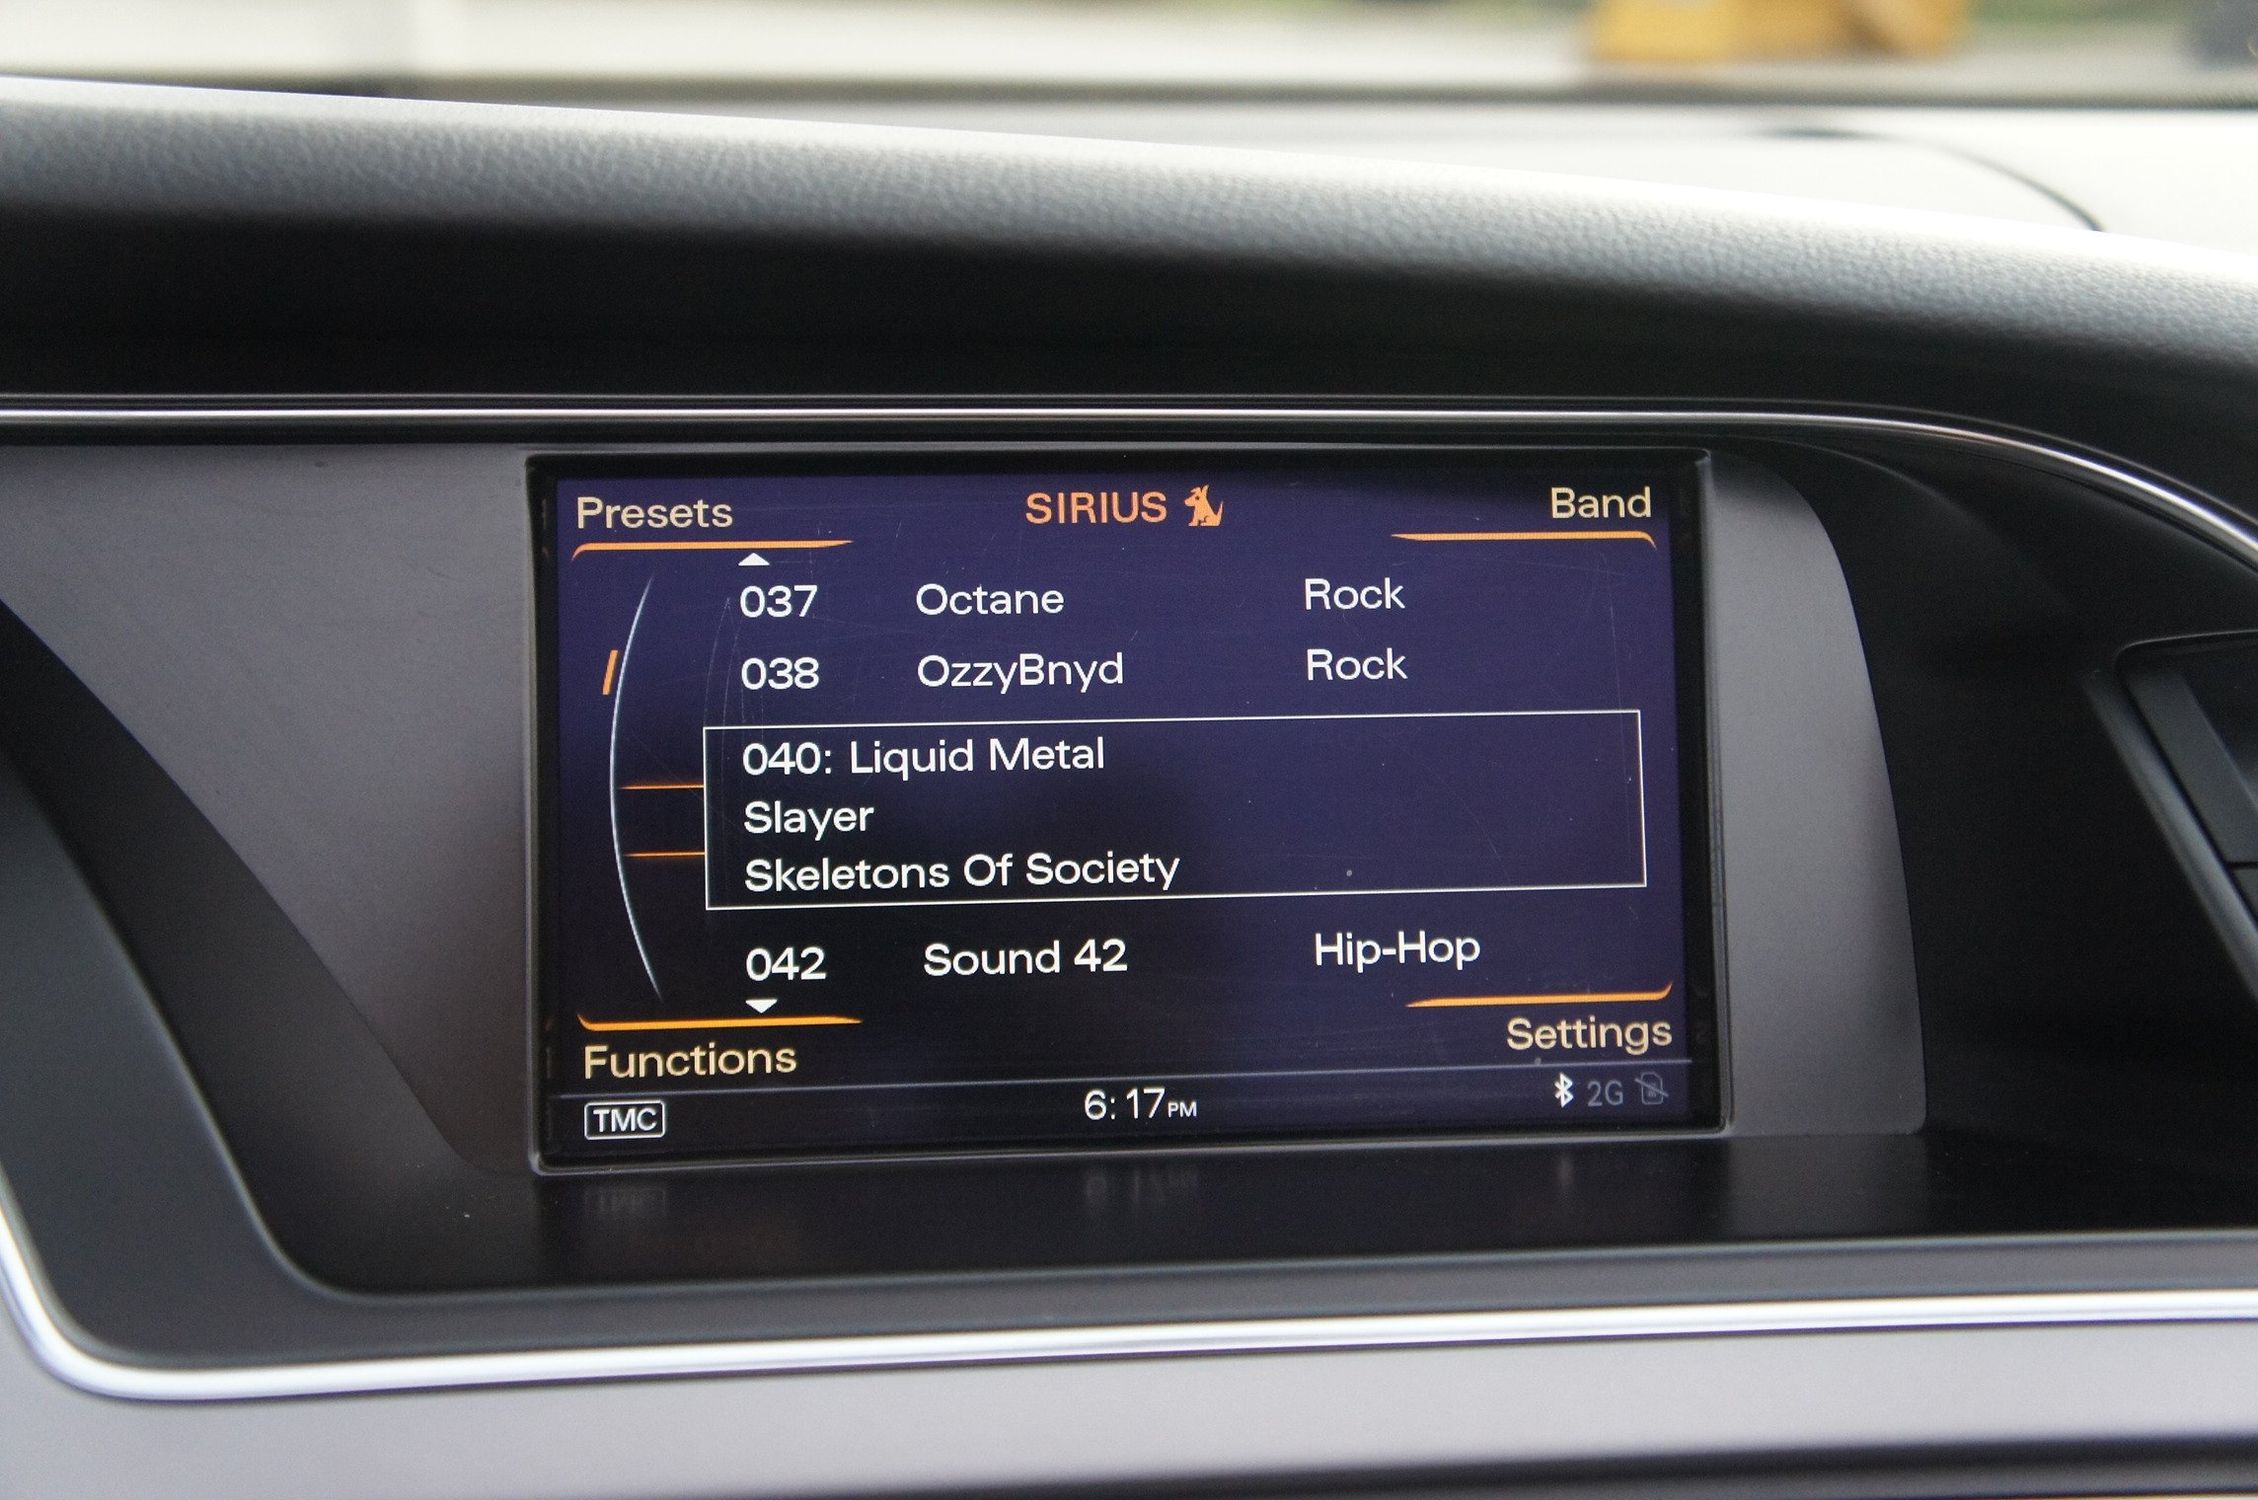 Presets SIRIUS Band
037 Octane Rock
038 OzzyBnyd Rock
040: Liquid Metal
Slayer
Skeletons Of Society
042 Sound 42 Hip-Hop
Functions Settings
TMC 6:17PM 2G